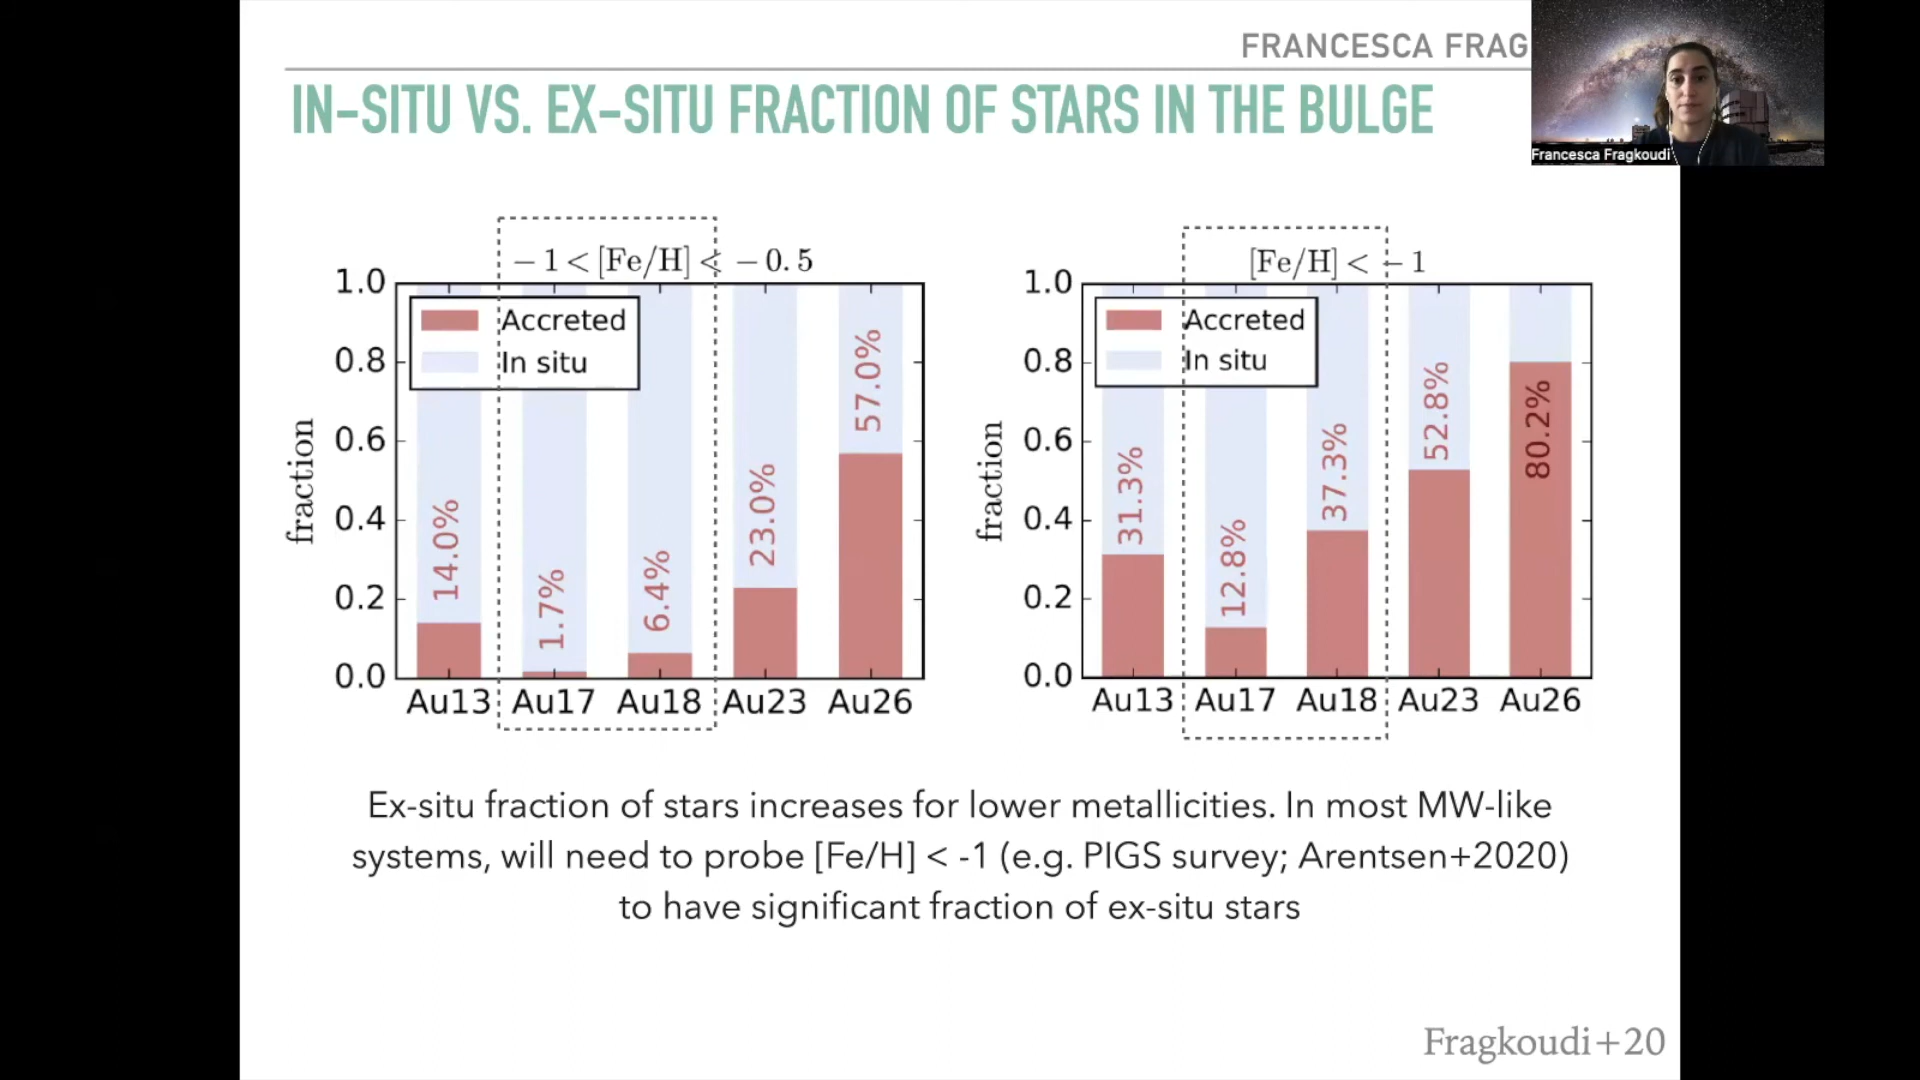 FRANCESCA FRAG
IN-SITU VS. EX-SITU FRACTION OF STARS IN THE BULGE
Francesca Fragkoudi
− 1 < [Fe/H] < − 0.5
1.0
0.8
0.6
0.4
0.2
0.0
fraction
Accreted
In situ
14.0%
1.7%
6.4%
23.0%
57.0%
Au13 Au17 Au18 Au23 Au26
[Fe/H] < − 1
1.0
0.8
0.6
0.4
0.2
0.0
fraction
Accreted
In situ
31.3%
12.8%
37.3%
52.8%
80.2%
Au13 Au17 Au18 Au23 Au26
Ex-situ fraction of stars increases for lower metallicities. In most MW-like
systems, will need to probe [Fe/H] < -1 (e.g. PIGS survey; Arentsen+2020)
to have significant fraction of ex-situ stars
Fragkoudi+20